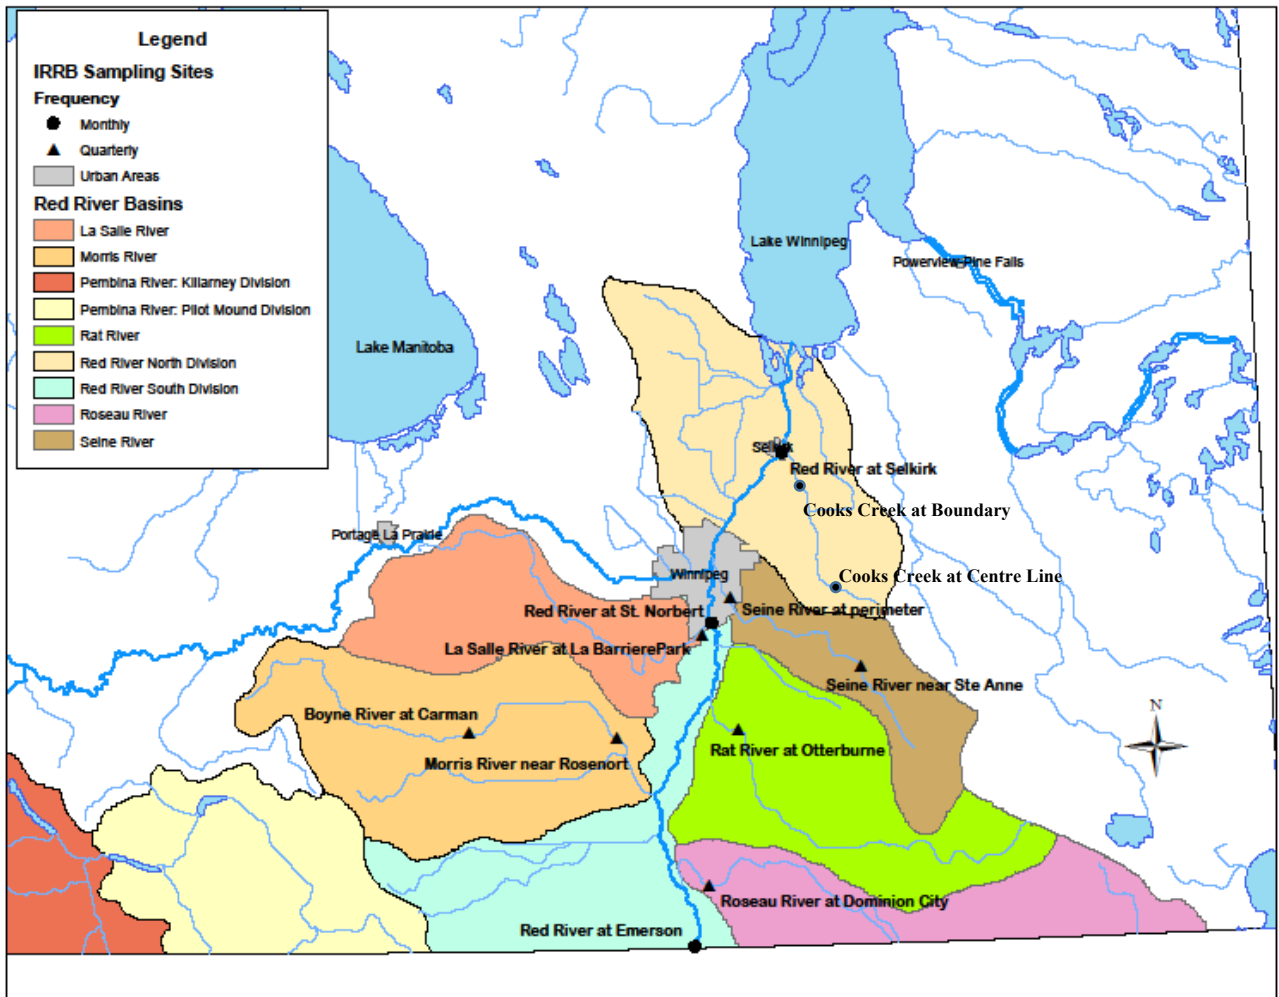 Legend
IRRB Sampling Sites
Frequency
Monthly
Quarterly
Urban Areas
Red River Basins
La Salle River
Morris River
Pembina River: Killarney Division
Pembina River: Pilot Mound Division
Rat River
Red River North Division
Red River South Division
Roseau River
Seine River
Lake Winnipeg
Powerview-Pine Falls
Lake Manitoba
Selkirk
Red River at Selkirk
Cooks Creek at Boundary
Portage La Prairie
Winnipeg
Cooks Creek at Centre Line
Red River at St. Norbert
Seine River at perimeter
La Salle River at La BarrierePark
Seine River near Ste Anne
Boyne River at Carman
N
Rat River at Otterburne
Morris River near Rosenort
Roseau River at Dominion City
Red River at Emerson